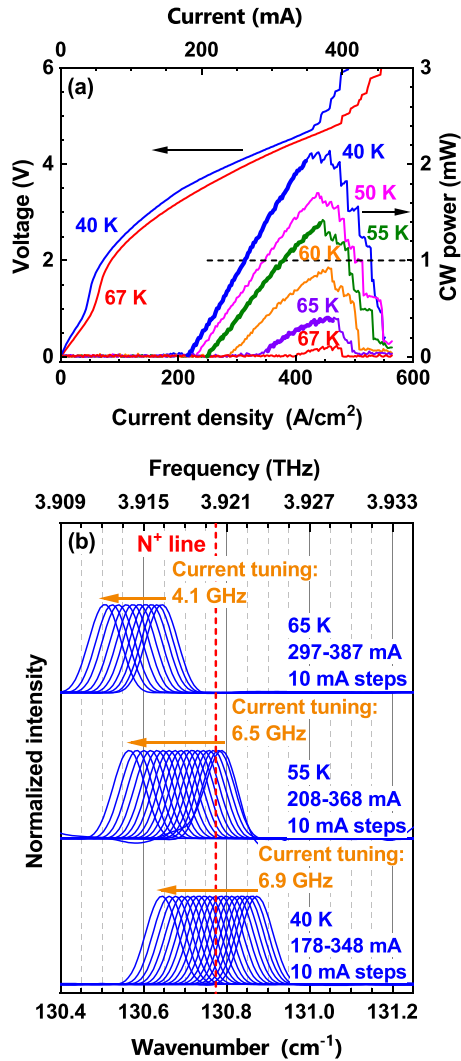 Current (mA)
0 200 400
(a)
6 3
40 K
50 K
55 K
4 2
40 K
60 K
2 1
67 K
65 K
67 K
0 0
Voltage (V)
CW power (mW)
0 200 400 600
Current density (A/cm²)
Frequency (THz)
3.909 3.915 3.921 3.927 3.933
(b)
N⁺ line
Current tuning:
4.1 GHz
65 K
297-387 mA
10 mA steps
Current tuning:
6.5 GHz
55 K
208-368 mA
10 mA steps
Current tuning:
6.9 GHz
40 K
178-348 mA
10 mA steps
Normalized intensity
130.4 130.6 130.8 131.0 131.2
Wavenumber (cm⁻¹)